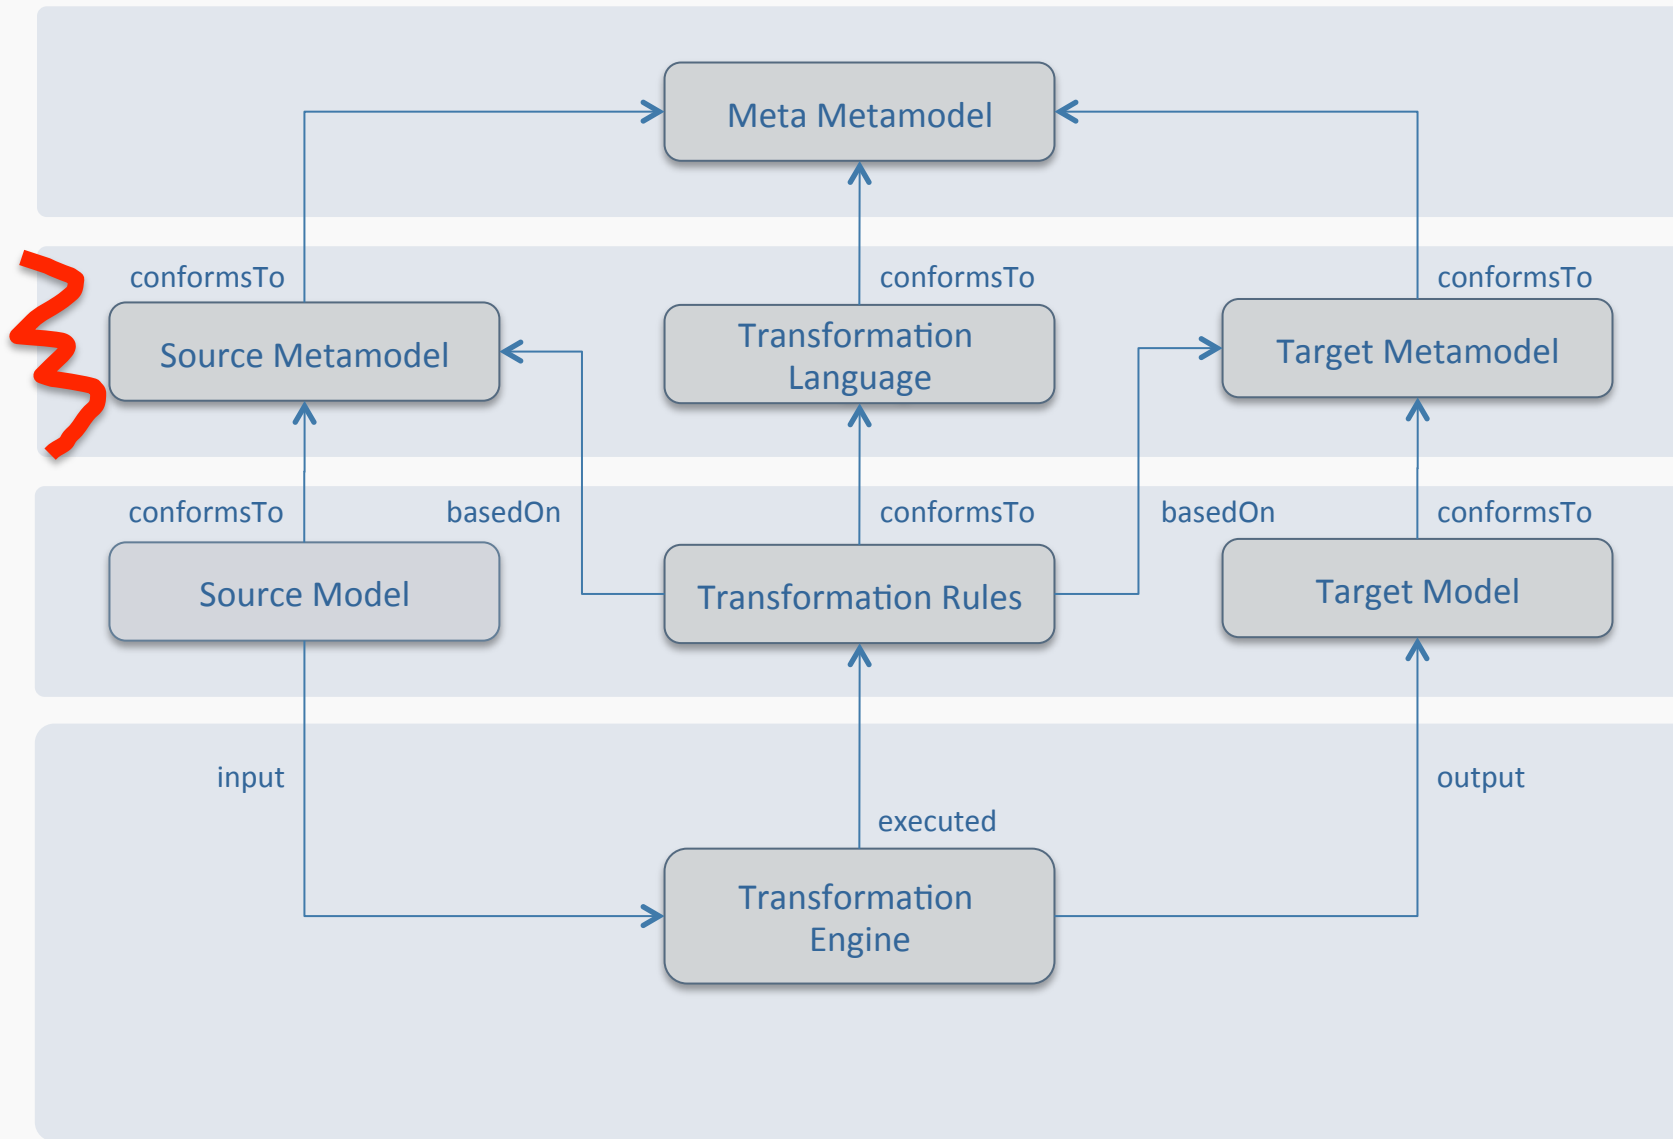 Meta Metamodel
conformsTo
conformsTo
conformsTo
Source Metamodel
Transformation
Language
Target Metamodel
conformsTo
basedOn
conformsTo
basedOn
conformsTo
Source Model
Transformation Rules
Target Model
input
output
executed
Transformation
Engine